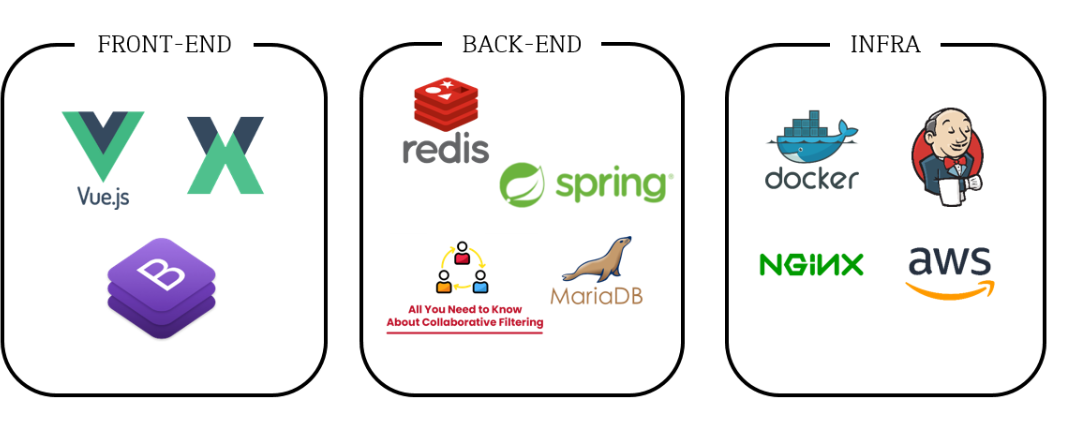 FRONT-END
Vue.js
B
BACK-END
redis
spring
All You Need to Know
About Collaborative Filtering
MariaDB
INFRA
docker
NGINX
aws